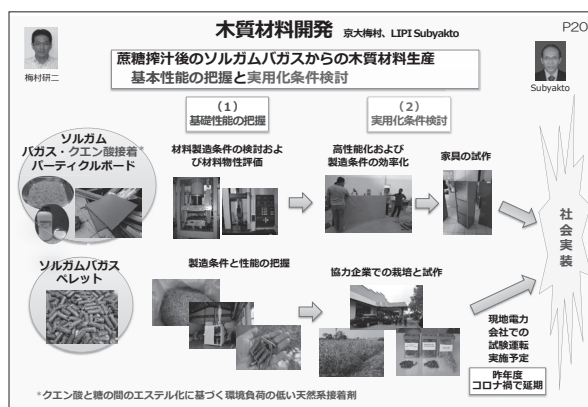 木質材料開発 京大梅村、LIPI Subyakto
P20
梅村研二
Subyakto
蔗糖搾汁後のソルガムバガスからの木質材料生産
基本性能の把握と実用化条件検討
(1)
基礎性能の把握
(2)
実用化条件検討
ソルガム
バガス・クエン酸接着*
パーティクルボード
材料製造条件の検討およ
び材料物性評価
高性能化および
製造条件の効率化
家具の試作
社会実装
ソルガムバガス
ペレット
製造条件と性能の把握
協力企業での栽培と試作
現地電力
会社での
試験運転
実施予定
昨年度
コロナ禍で延期
*クエン酸と糖の間のエステル化に基づく環境負荷の低い天然系接着剤